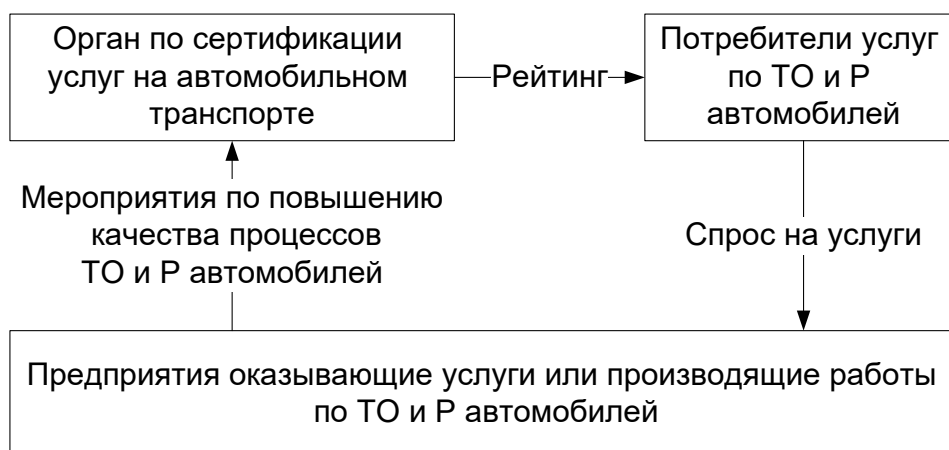 Орган по сертификации
услуг на автомобильном
транспорте
Рейтинг
Потребители услуг
по ТО и Р
автомобилей
Мероприятия по повышению
качества процессов
ТО и Р автомобилей
Спрос на услуги
Предприятия оказывающие услуги или производящие работы
по ТО и Р автомобилей